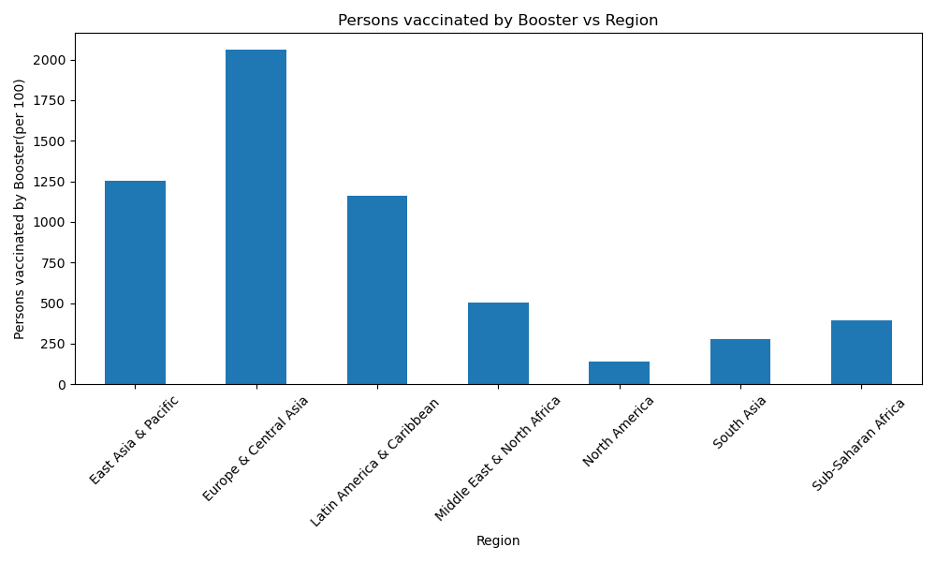 Persons vaccinated by Booster vs Region
Persons vaccinated by Booster(per 100)
2000
1750
1500
1250
1000
750
500
250
0
East Asia & Pacific
Europe & Central Asia
Latin America & Caribbean
Middle East & North Africa
North America
South Asia
Sub-Saharan Africa
Region